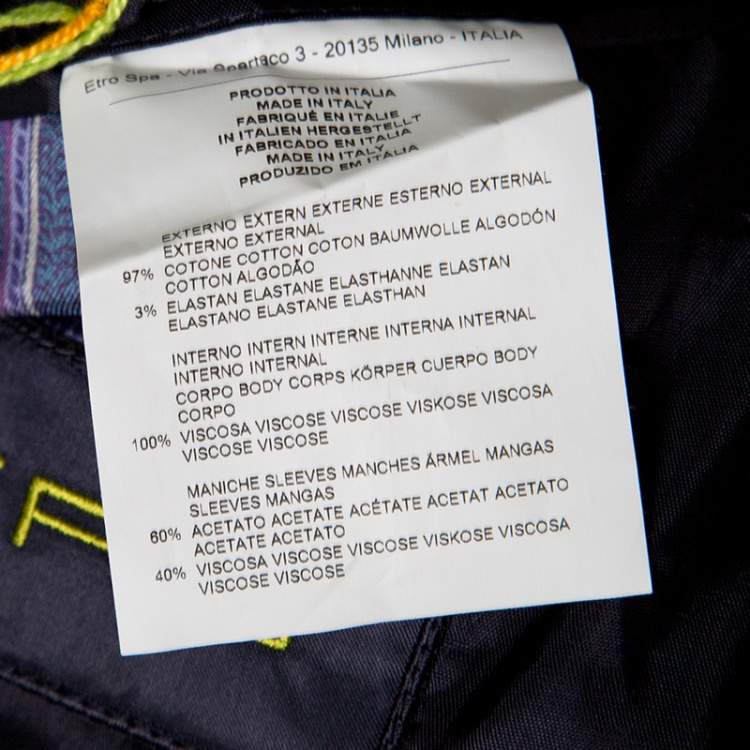 Etro Spa - Via Spartaco 3 - 20135 Milano - ITALIA
PRODOTTO IN ITALIA
MADE IN ITALY
FABRIQUÉ EN ITALIE
IN ITALIEN HERGESTELLT
FABRICADO EN ITALIA
MADE IN ITALY
PRODUZIDO EM ITALIA
EXTERNO EXTERN EXTERNE ESTERNO EXTERNAL
EXTERNO EXTERNAL
97% COTONE COTTON COTON BAUMWOLLE ALGODÓN
COTTON ALGODÃO
3% ELASTAN ELASTANE ELASTHANNE ELASTAN
ELASTANO ELASTANE ELASTHAN
INTERNO INTERN INTERNE INTERNA INTERNAL
INTERNO INTERNAL
CORPO BODY CORPS KÖRPER CUERPO BODY
CORPO
100% VISCOSA VISCOSE VISCOSE VISKOSE VISCOSA
VISCOSE VISCOSE
MANICHE SLEEVES MANCHES ÁRMEL MANGAS
SLEEVES MANGAS
60% ACETATO ACETATE ACÉTATE ACETAT ACETATO
ACETATE ACETATO
40% VISCOSA VISCOSE VISCOSE VISKOSE VISCOSA
VISCOSE VISCOSE